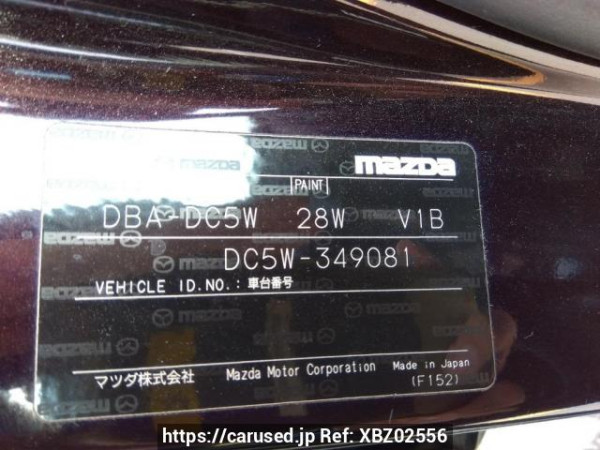 mazda
PAINT
DBA-DC5W 28W V1B
DC5W-349081
VEHICLE ID.NO.: 車台番号
マツダ株式会社 Mazda Motor Corporation Made in Japan
(F152)
https://carused.jp Ref: XBZ02556